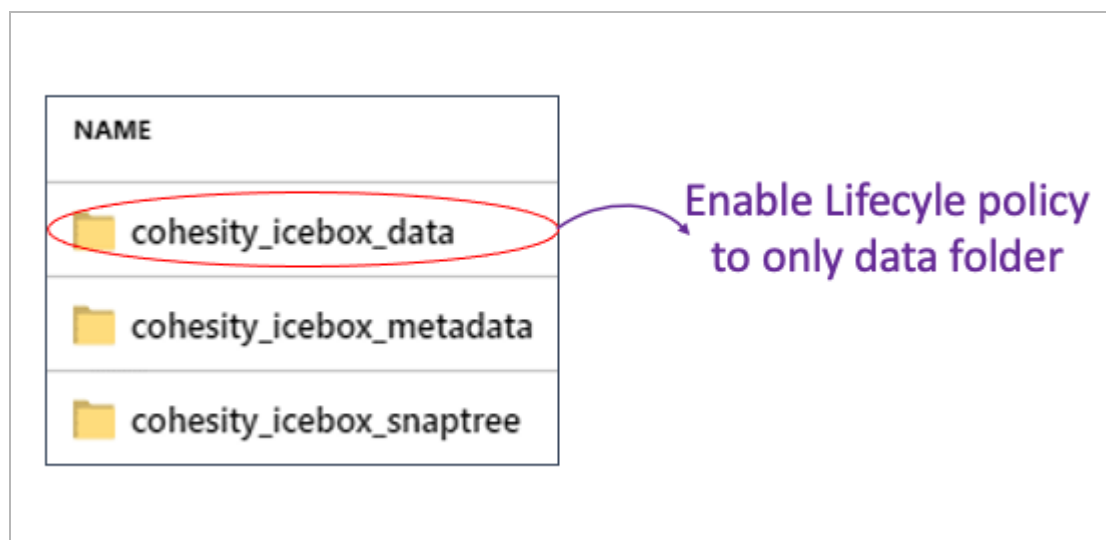 NAME
cohesity_icebox_data
Enable Lifecyle policy
to only data folder
cohesity_icebox_metadata
cohesity_icebox_snaptree